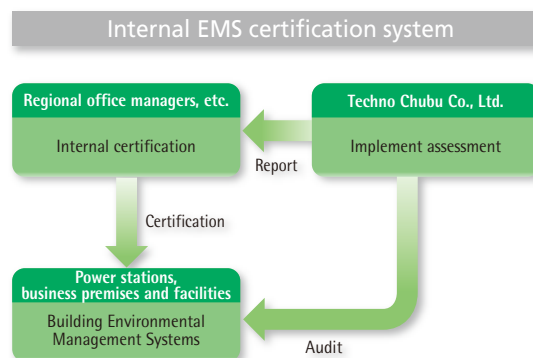 Internal EMS certification system
Regional office managers, etc.
Internal certification
Techno Chubu Co., Ltd.
Implement assessment
Report
Certification
Power stations,
business premises and facilities
Building Environmental
Management Systems
Audit